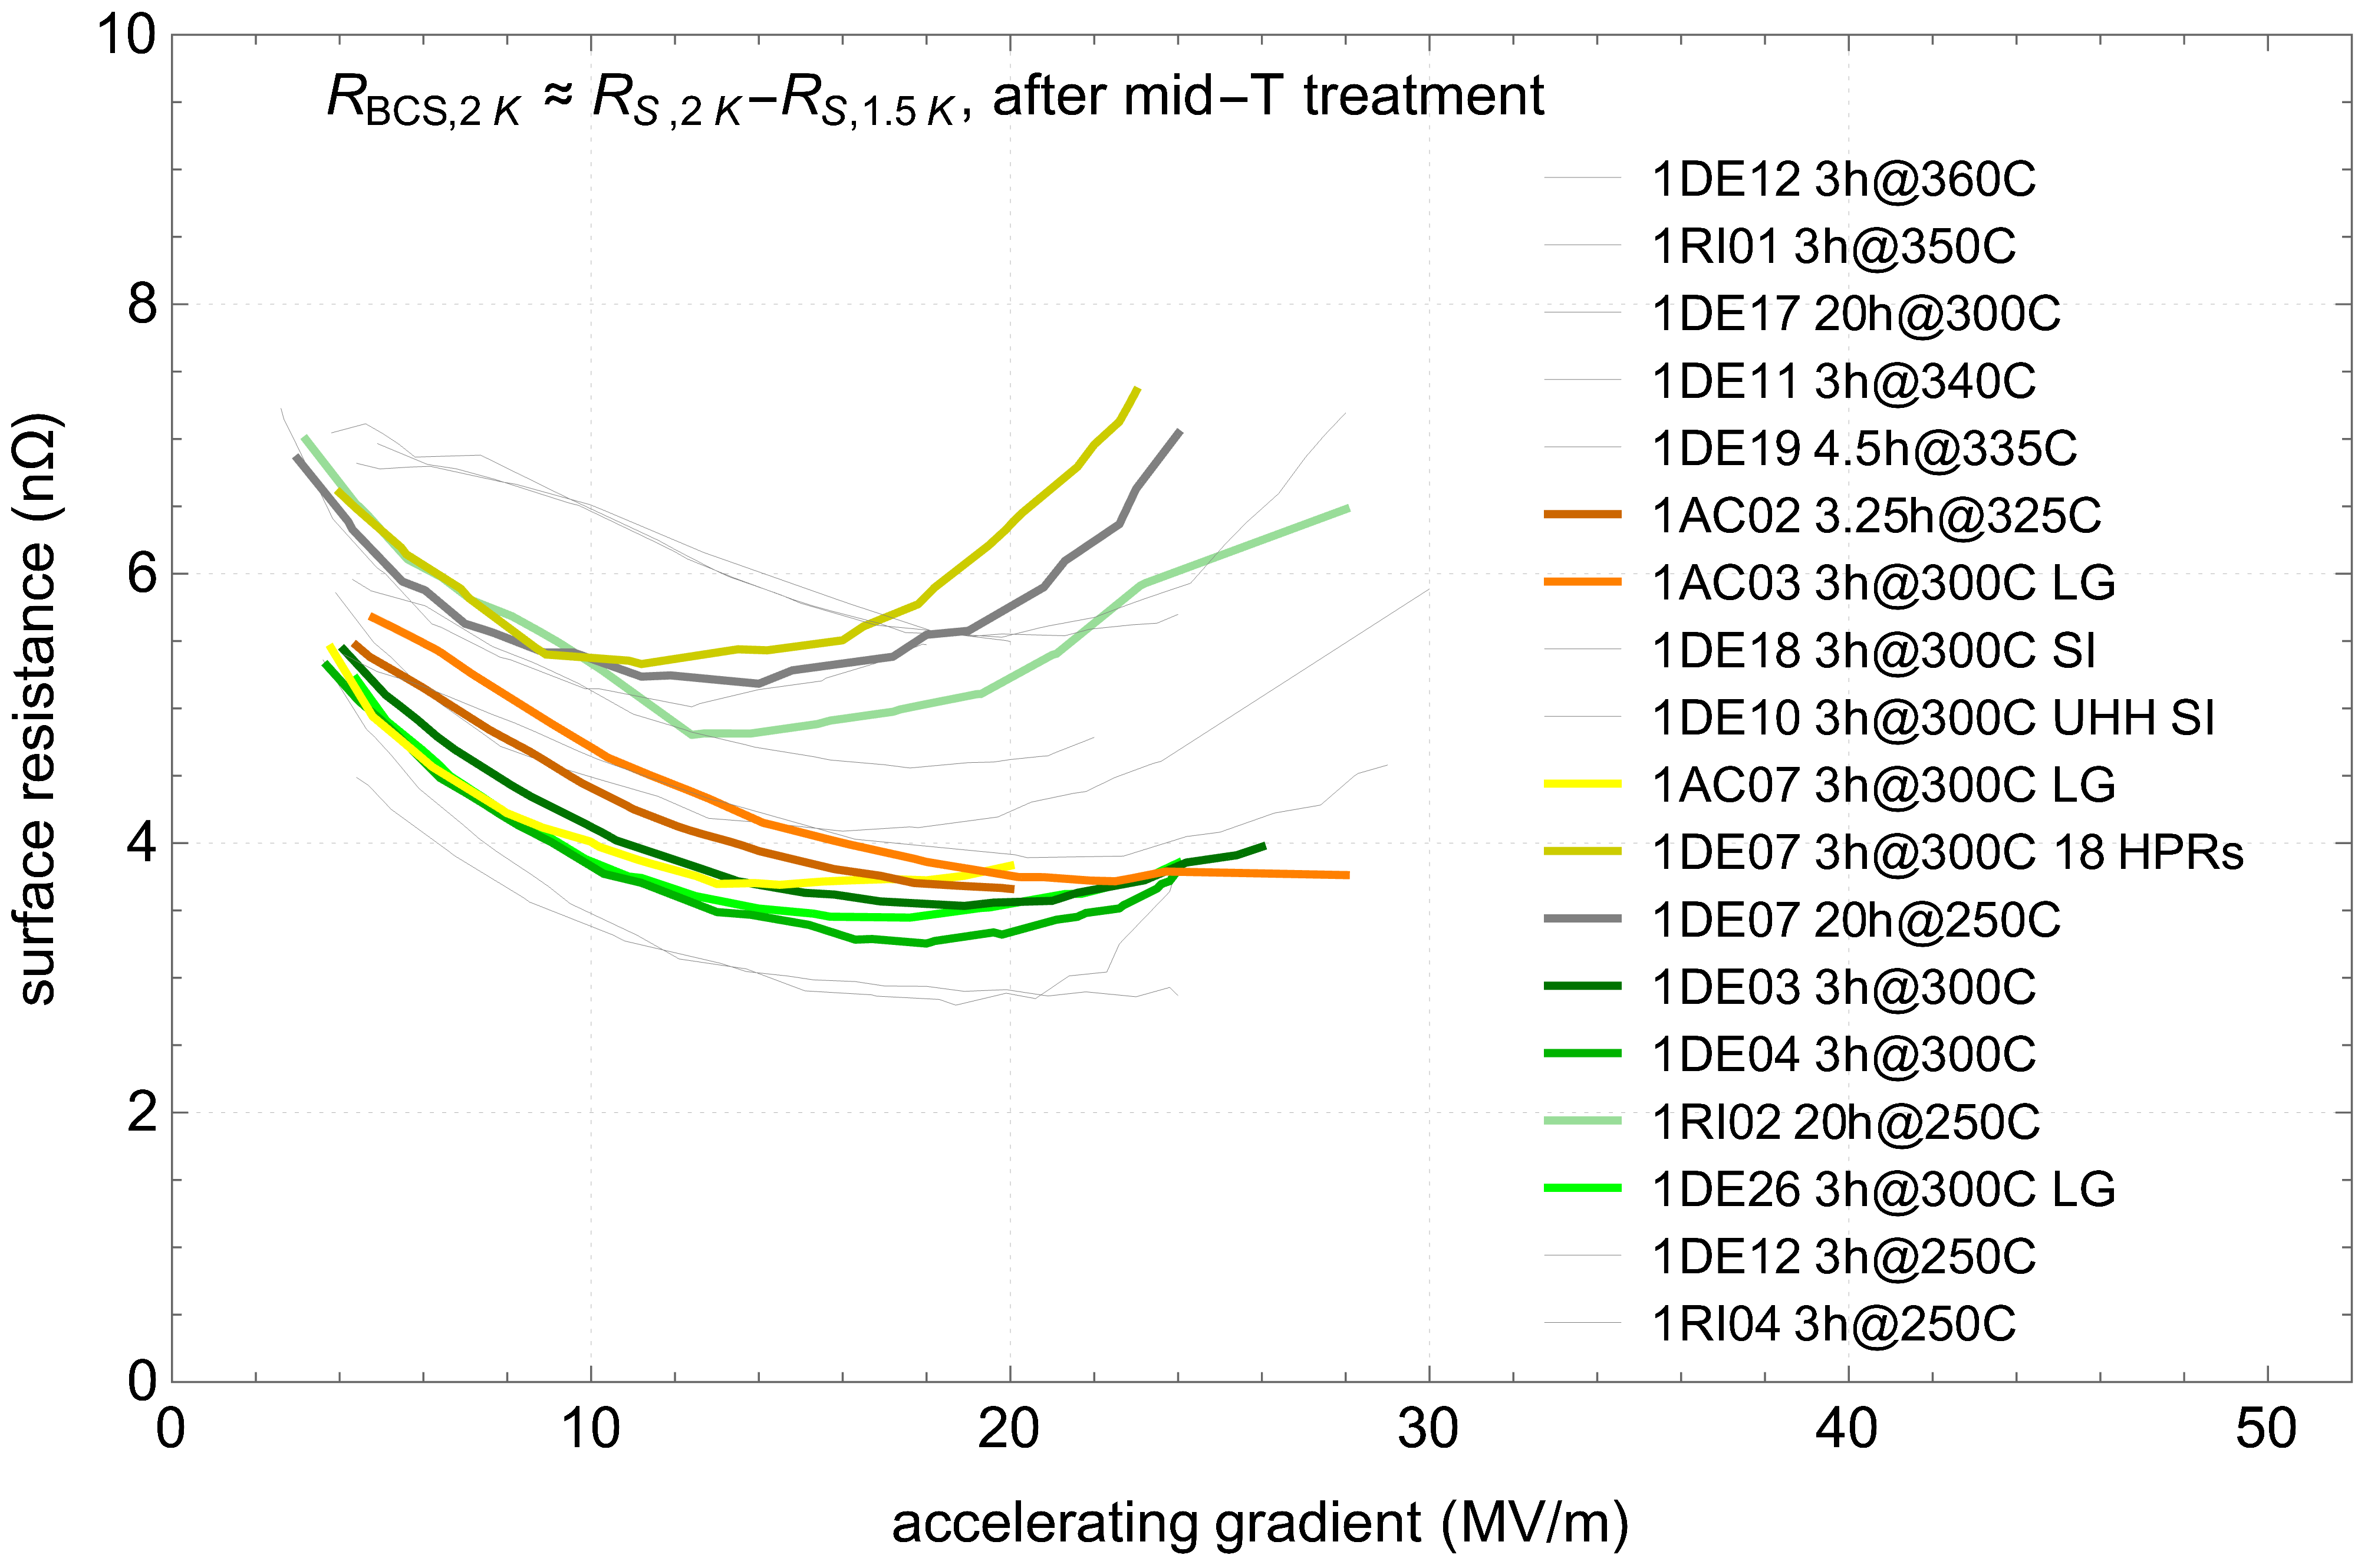 R_BCS,2 K ≈ R_S,2 K−R_S,1.5 K, after mid−T treatment
1DE12 3h@360C
1RI01 3h@350C
1DE17 20h@300C
1DE11 3h@340C
1DE19 4.5h@335C
1AC02 3.25h@325C
1AC03 3h@300C LG
1DE18 3h@300C SI
1DE10 3h@300C UHH SI
1AC07 3h@300C LG
1DE07 3h@300C 18 HPRs
1DE07 20h@250C
1DE03 3h@300C
1DE04 3h@300C
1RI02 20h@250C
1DE26 3h@300C LG
1DE12 3h@250C
1RI04 3h@250C
surface resistance (nΩ)
10
8
6
4
2
0
0 10 20 30 40 50
accelerating gradient (MV/m)